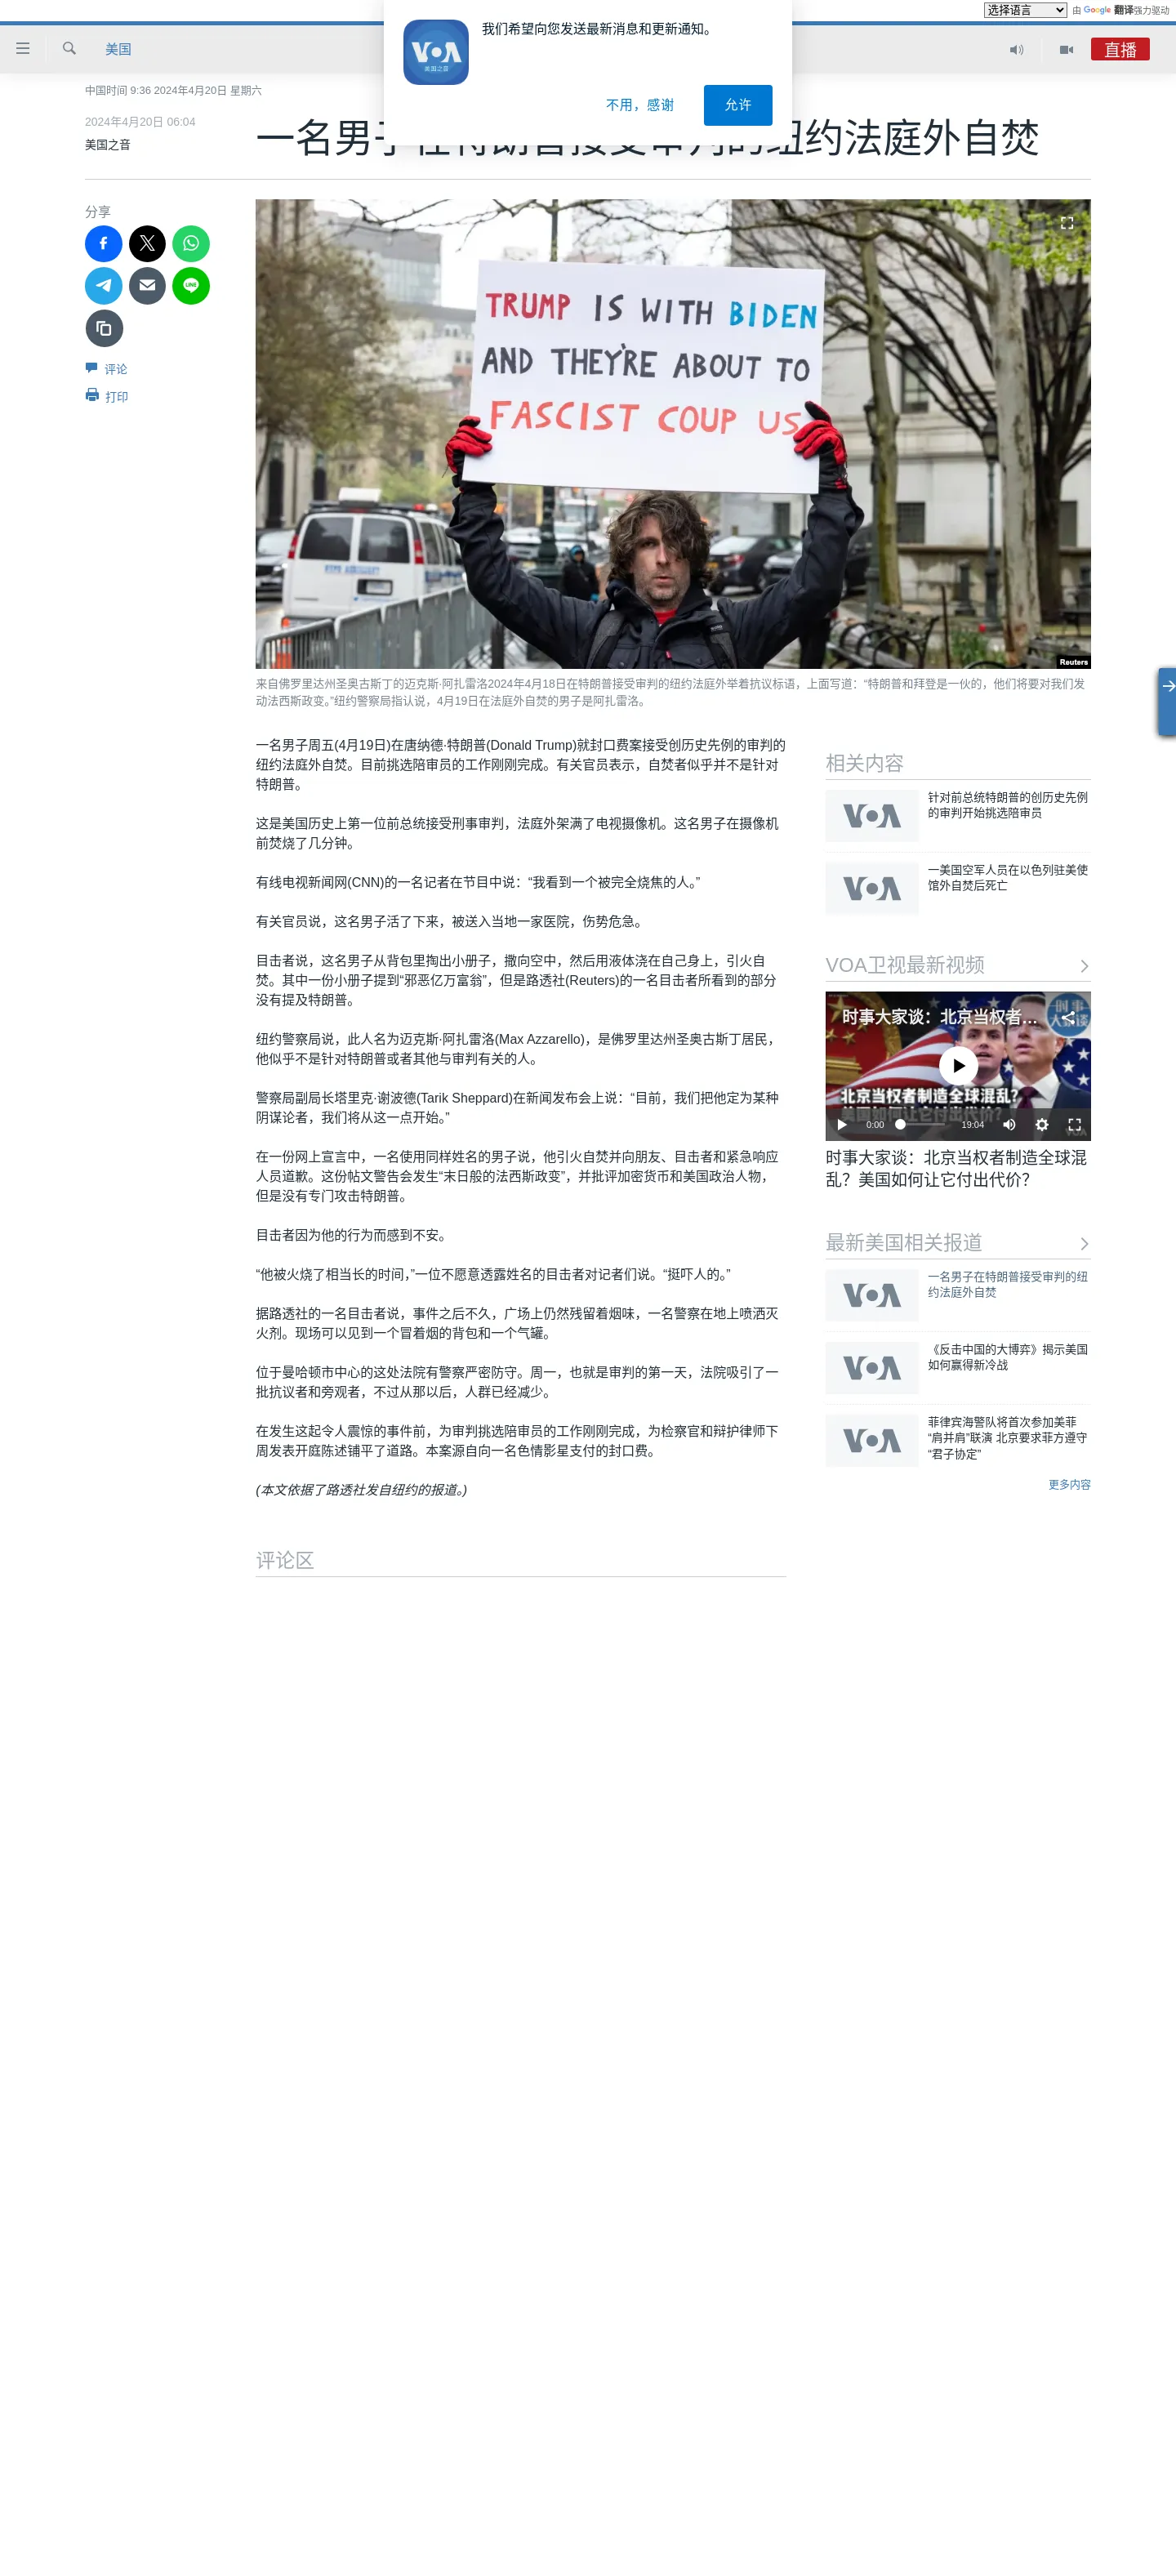 选择语言
由 Google 翻译强力驱动
美国
VOA
美国之音
我们希望向您发送最新消息和更新通知。
不用，感谢
允许
直播
中国时间 9:36 2024年4月20日 星期六
2024年4月20日 06:04
美国之音
纽约法庭外自焚
分享
LINE
评论
打印
TRUMP IS WITH BIDEN
AND THEY'RE ABOUT TO
FASCIST COUP US
Reuters
来自佛罗里达州圣奥古斯丁的迈克斯·阿扎雷洛2024年4月18日在特朗普接受审判的纽约法庭外举着抗议标语，上面写道：“特朗普和拜登是一伙的，他们将要对我们发
动法西斯政变。”纽约警察局指认说，4月19日在法庭外自焚的男子是阿扎雷洛。
一名男子周五(4月19日)在唐纳德·特朗普(Donald Trump)就封口费案接受创历史先例的审判的
纽约法庭外自焚。目前挑选陪审员的工作刚刚完成。有关官员表示，自焚者似乎并不是针对
特朗普。
这是美国历史上第一位前总统接受刑事审判，法庭外架满了电视摄像机。这名男子在摄像机
前焚烧了几分钟。
有线电视新闻网(CNN)的一名记者在节目中说：“我看到一个被完全烧焦的人。”
有关官员说，这名男子活了下来，被送入当地一家医院，伤势危急。
目击者说，这名男子从背包里掏出小册子，撒向空中，然后用液体浇在自己身上，引火自
焚。其中一份小册子提到“邪恶亿万富翁”，但是路透社(Reuters)的一名目击者所看到的部分
没有提及特朗普。
纽约警察局说，此人名为迈克斯·阿扎雷洛(Max Azzarello)，是佛罗里达州圣奥古斯丁居民，
他似乎不是针对特朗普或者其他与审判有关的人。
警察局副局长塔里克·谢波德(Tarik Sheppard)在新闻发布会上说：“目前，我们把他定为某种
阴谋论者，我们将从这一点开始。”
在一份网上宣言中，一名使用同样姓名的男子说，他引火自焚并向朋友、目击者和紧急响应
人员道歉。这份帖文警告会发生“末日般的法西斯政变”，并批评加密货币和美国政治人物，
但是没有专门攻击特朗普。
目击者因为他的行为而感到不安。
“他被火烧了相当长的时间，”一位不愿意透露姓名的目击者对记者们说。“挺吓人的。”
据路透社的一名目击者说，事件之后不久，广场上仍然残留着烟味，一名警察在地上喷洒灭
火剂。现场可以见到一个冒着烟的背包和一个气罐。
位于曼哈顿市中心的这处法院有警察严密防守。周一，也就是审判的第一天，法院吸引了一
批抗议者和旁观者，不过从那以后，人群已经减少。
在发生这起令人震惊的事件前，为审判挑选陪审员的工作刚刚完成，为检察官和辩护律师下
周发表开庭陈述铺平了道路。本案源自向一名色情影星支付的封口费。
(本文依据了路透社发自纽约的报道。)
评论区
相关内容
VOA
针对前总统特朗普的创历史先例
的审判开始挑选陪审员
VOA
一美国空军人员在以色列驻美使
馆外自焚后死亡
VOA卫视最新视频
时事大家谈：北京当权者…
时事
大家谈
北京当权者制造全球混乱？
0:00
19:04
时事大家谈：北京当权者制造全球混
乱？美国如何让它付出代价？
最新美国相关报道
VOA
一名男子在特朗普接受审判的纽
约法庭外自焚
VOA
《反击中国的大博弈》揭示美国
如何赢得新冷战
VOA
菲律宾海警队将首次参加美菲
“肩并肩”联演 北京要求菲方遵守
“君子协定”
更多内容